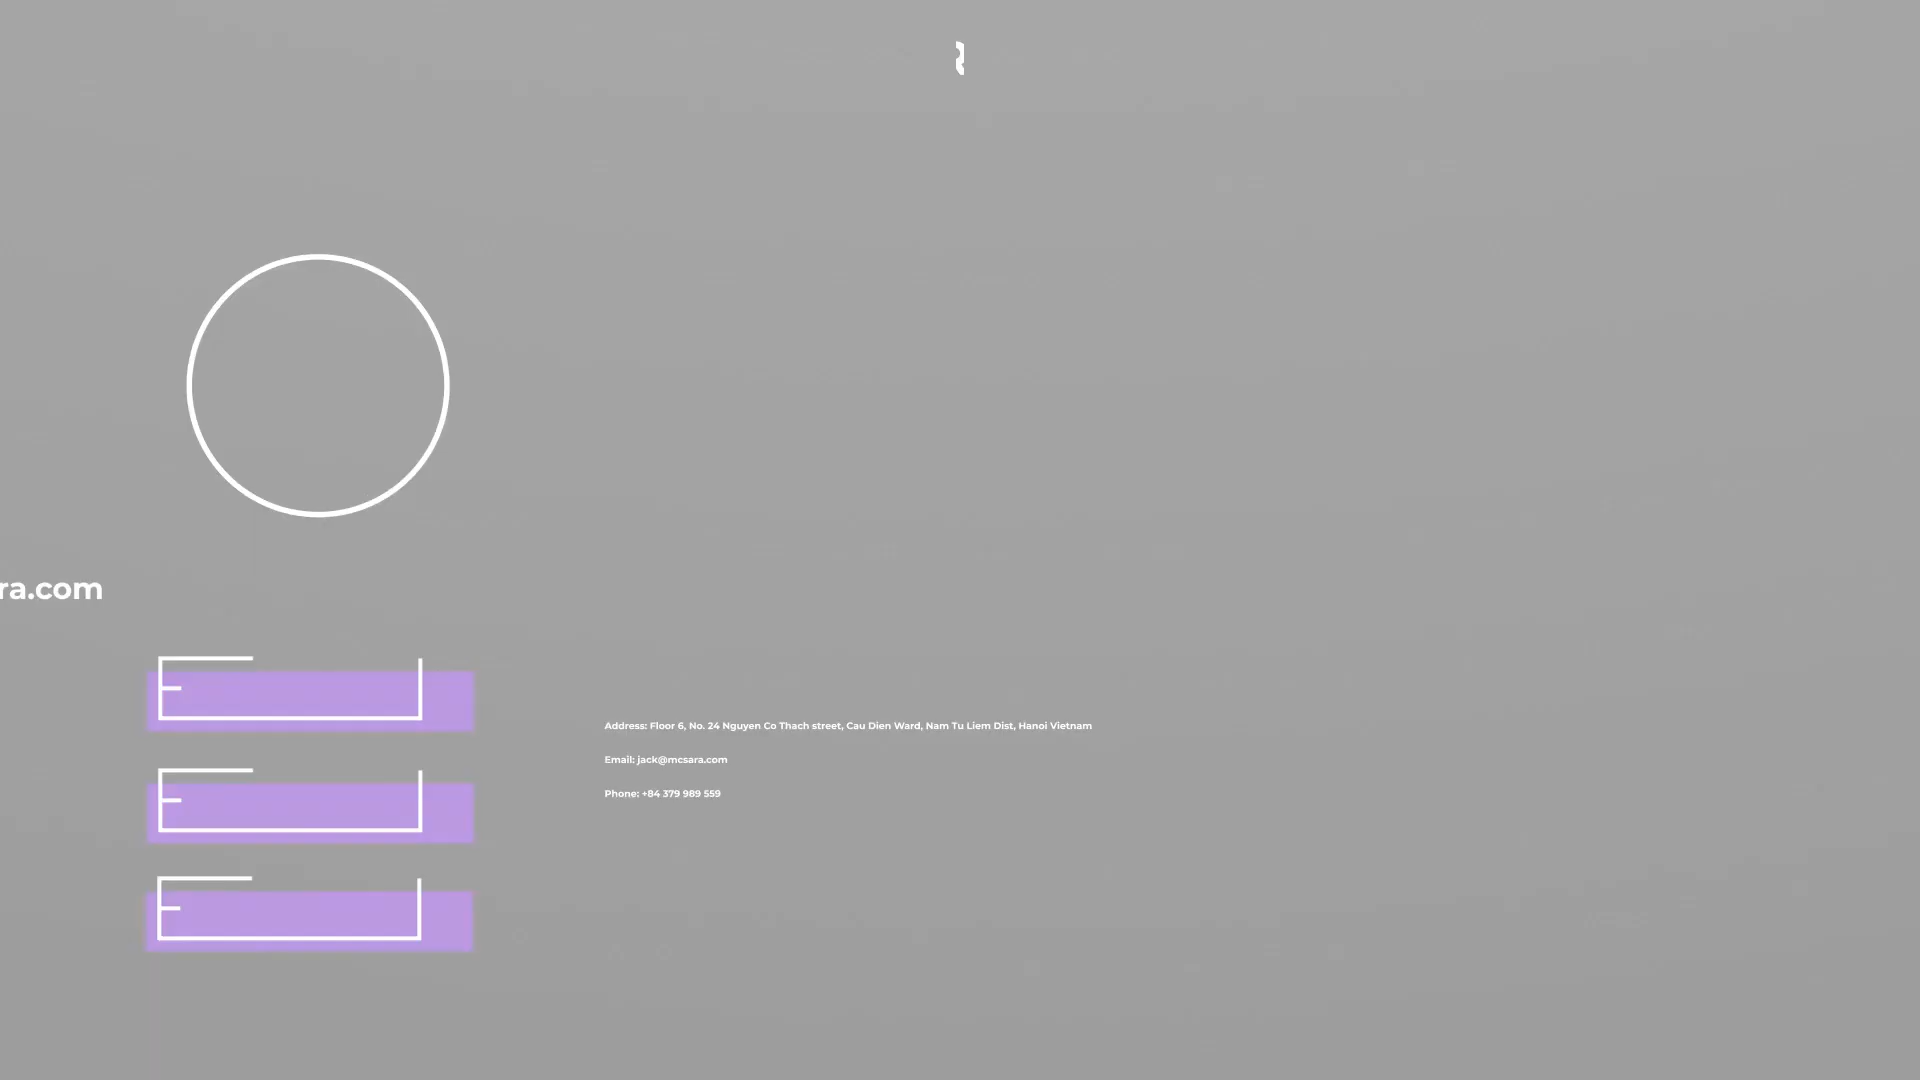 ra.com
Address: Floor 6, No. 24 Nguyen Co Thach street, Cau Dien Ward, Nam Tu Liem Dist, Hanoi Vietnam
Email: jack@mcsara.com
Phone: +84 379 989 559